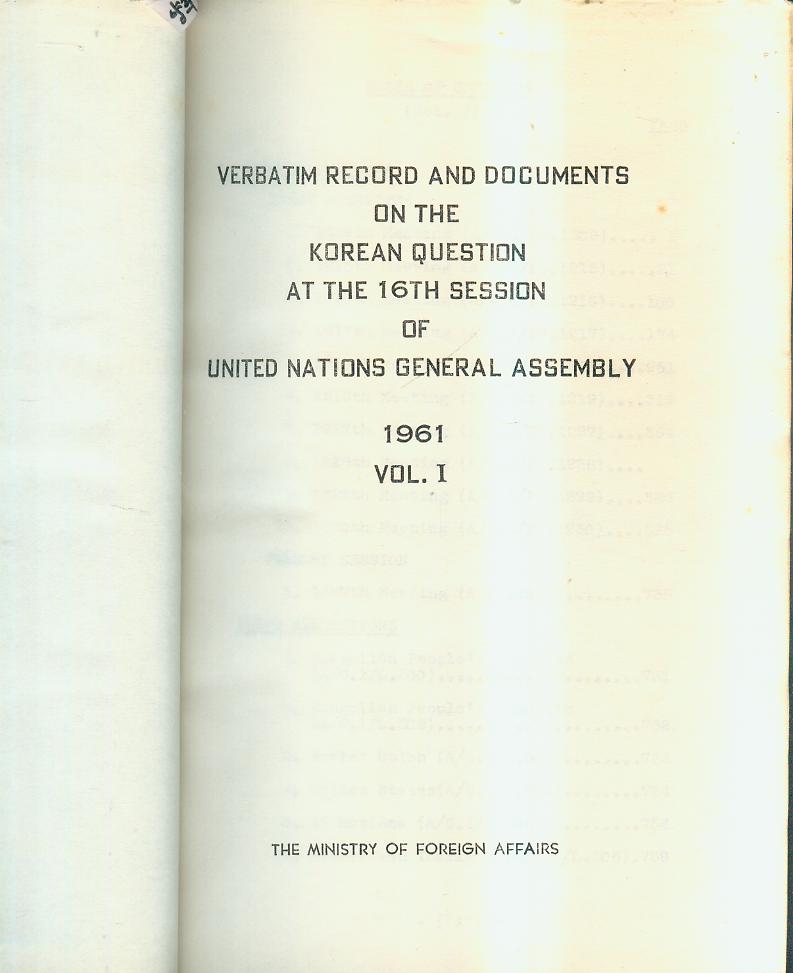 VERBATIM RECORD AND DOCUMENTS
ON THE
KOREAN QUESTION
AT THE 16TH SESSION
OF
UNITED NATIONS GENERAL ASSEMBLY
1961
VOL. I
THE MINISTRY OF FOREIGN AFFAIRS